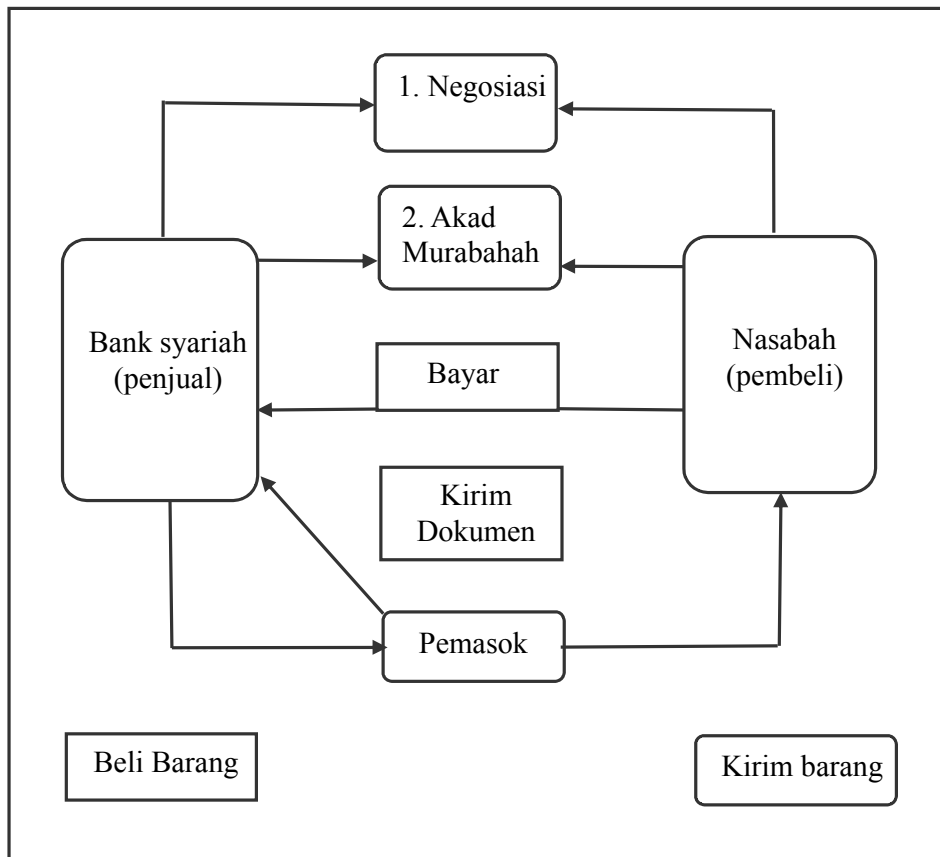 1. Negosiasi
2. Akad
Murabahah
Bank syariah
(penjual)
Nasabah
(pembeli)
Bayar
Kirim
Dokumen
Pemasok
Beli Barang
Kirim barang